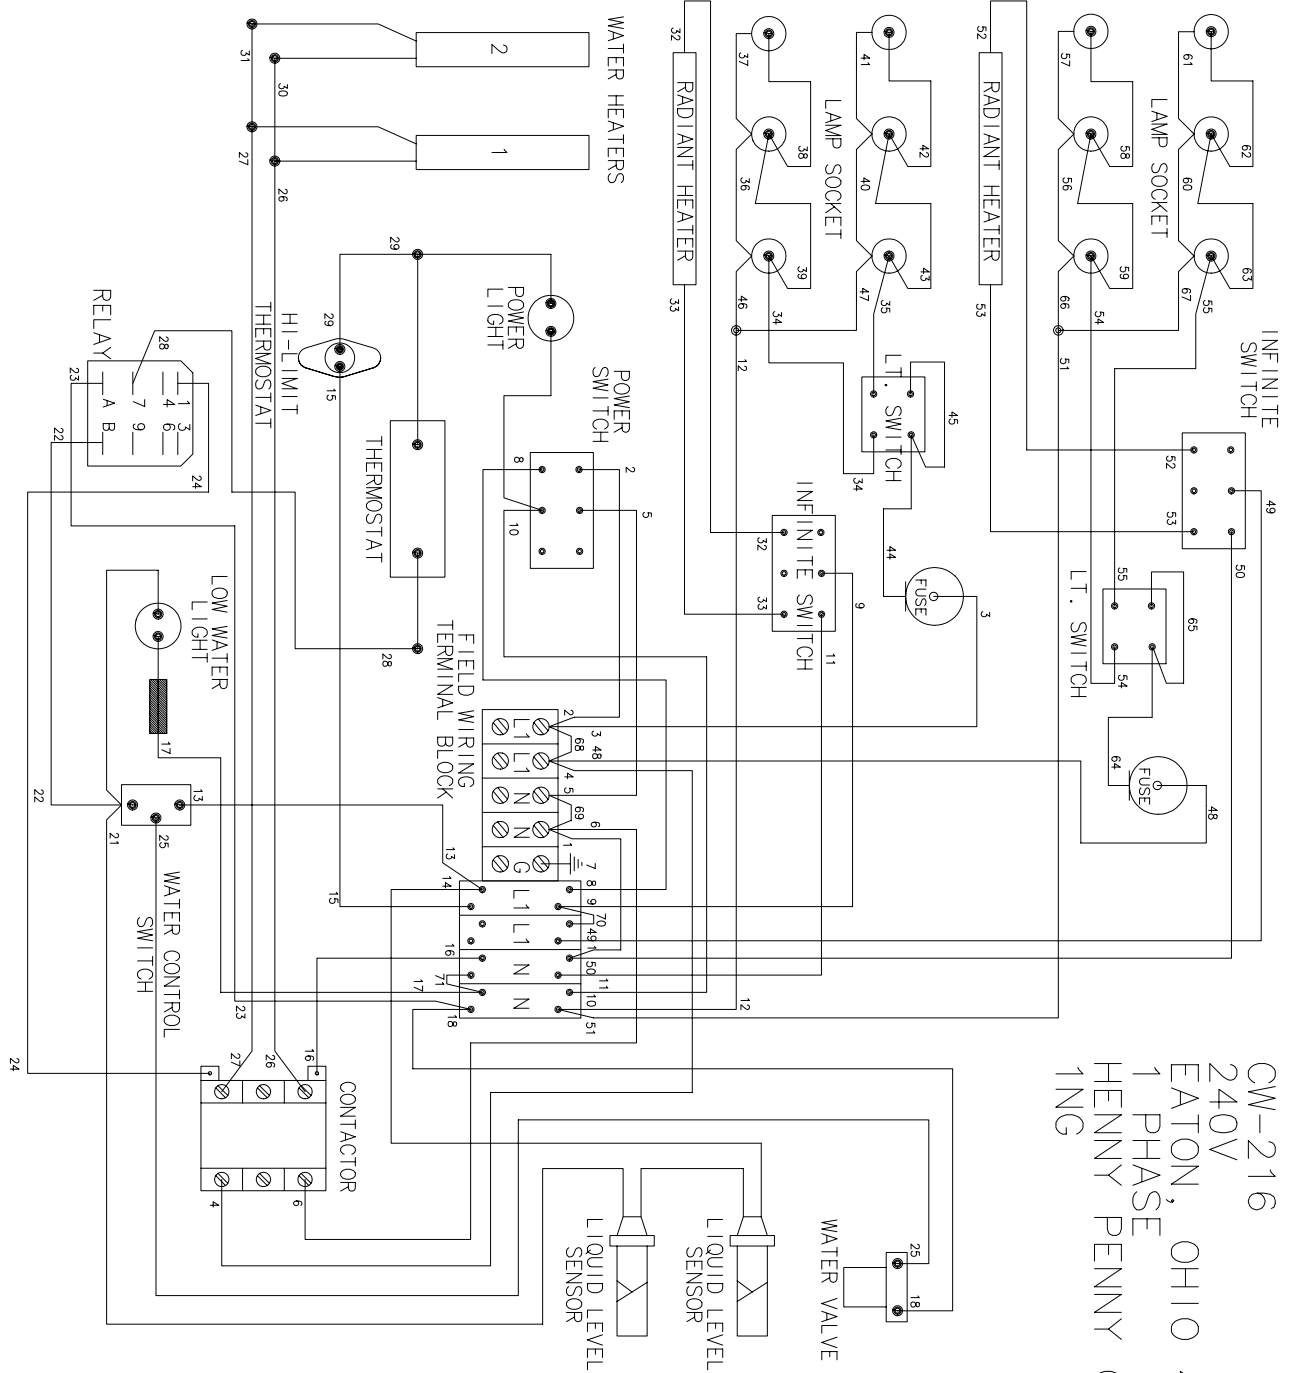 CW-216
240V
EATON, OHIO
1 PHASE
HENNY PENNY
1NG
INFINITE
SWITCH
49
50
52
53
61
62
63
60
67
55
LAMP SOCKET
57
58
59
56
66
54
51
RADIANT HEATER
52
53
LT. SWITCH
55
65
54
FUSE
64
48
41
42
43
40
47
35
LAMP SOCKET
37
38
39
36
46
34
12
RADIANT HEATER
32
33
LT. SWITCH
45
34
44
FUSE
3
INFINITE SWITCH
32
33
9
11
WATER HEATERS
2
1
31
30
27
26
POWER
SWITCH
2
5
8
10
POWER
LIGHT
29
THERMOSTAT
28
HI-LIMIT
THERMOSTAT
29
15
RELAY
1
3
4
6
7
9
A
B
28
23
22
24
LOW WATER
LIGHT
17
FIELD WIRING
TERMINAL BLOCK
L1
L1
N
N
G
2
3
68
48
4
5
69
6
1
7
L1
L1
N
N
8
9
70
49
1
50
11
10
51
12
13
14
15
16
71
17
18
WATER CONTROL
SWITCH
13
25
22
21
23
24
CONTACTOR
16
26
27
6
4
WATER VALVE
25
18
LIQUID LEVEL
SENSOR
LIQUID LEVEL
SENSOR